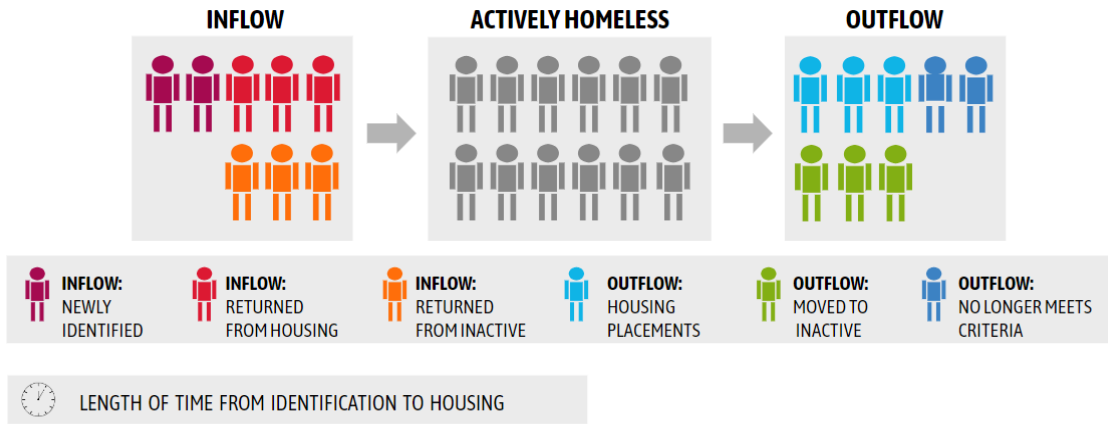 INFLOW
ACTIVELY HOMELESS
OUTFLOW
INFLOW:
NEWLY
IDENTIFIED
INFLOW:
RETURNED
FROM HOUSING
INFLOW:
RETURNED
FROM INACTIVE
OUTFLOW:
HOUSING
PLACEMENTS
OUTFLOW:
MOVED TO
INACTIVE
OUTFLOW:
NO LONGER MEETS
CRITERIA
LENGTH OF TIME FROM IDENTIFICATION TO HOUSING